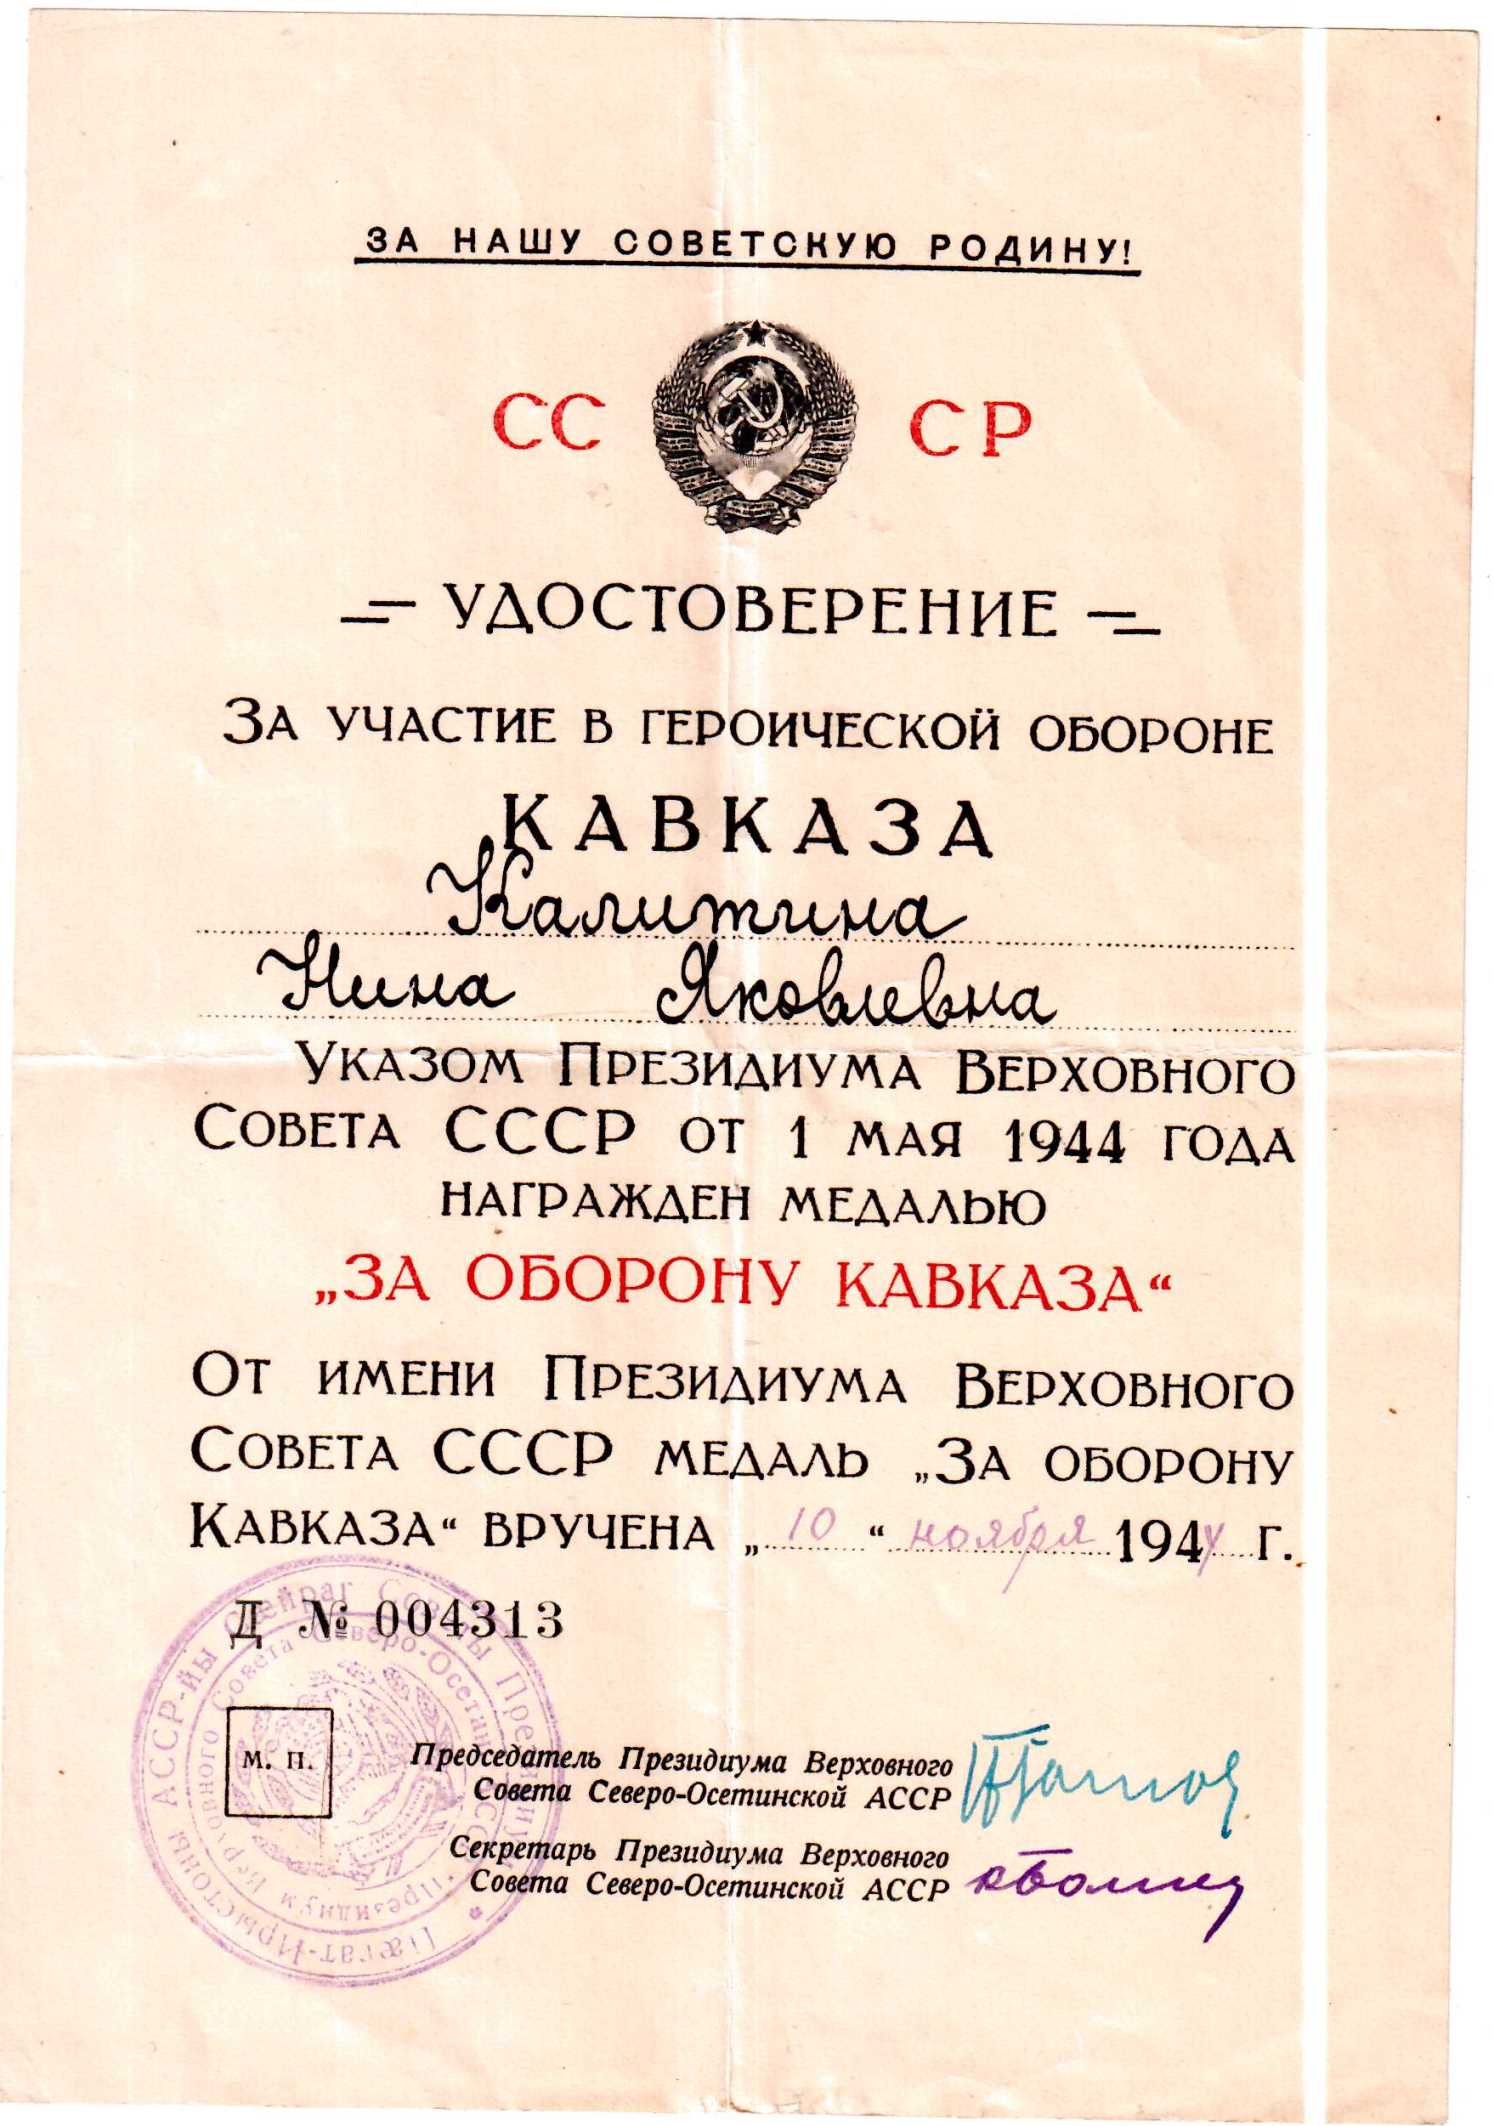 ЗА НАШУ СОВЕТСКУЮ РОДИНУ!
СС СР
УДОСТОВЕРЕНИЕ
ЗА УЧАСТИЕ В ГЕРОИЧЕСКОЙ ОБОРОНЕ
КАВКАЗА
Калитина
Нина Яковлевна
УКАЗОМ ПРЕЗИДИУМА ВЕРХОВНОГО
СОВЕТА СССР ОТ 1 МАЯ 1944 ГОДА
НАГРАЖДЕН МЕДАЛЬЮ
„ЗА ОБОРОНУ КАВКАЗА“
ОТ ИМЕНИ ПРЕЗИДИУМА ВЕРХОВНОГО
СОВЕТА СССР МЕДАЛЬ „ЗА ОБОРОНУ
КАВКАЗА“ ВРУЧЕНА „10“ ноября 1944 Г.
Д № 004313
м. п.
Председатель Президиума Верховного
Совета Северо-Осетинской АССР
Секретарь Президиума Верховного
Совета Северо-Осетинской АССР